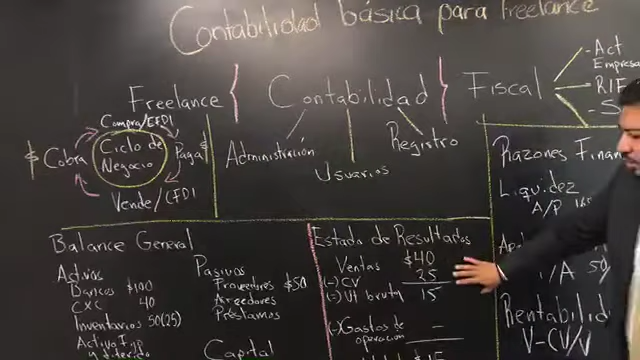 Contabilidad básica para freelance
Freelance
Contabilidad
Fiscal
- Act
Empresa
- RIF
- S
Compra/CFDI
$ Cobra
Ciclo de
Negocio
Paga $
Vende/CFDI
Administración
Usuarios
Registro
Razones Finan
Liquidez
A/P
Balance General
Activos
Bancos $100
CXC 40
Inventarios 50(25)
Activo Fijo
y diferido
Pasivos
Proveedores $50
Acreedores
Préstamos
Capital
Estado de Resultados
Ventas $40
(-) CV 25
(=) Ut bruta 15
(-) Gastos de
operación -
/A 50/
Rentabilid
V-CV/V